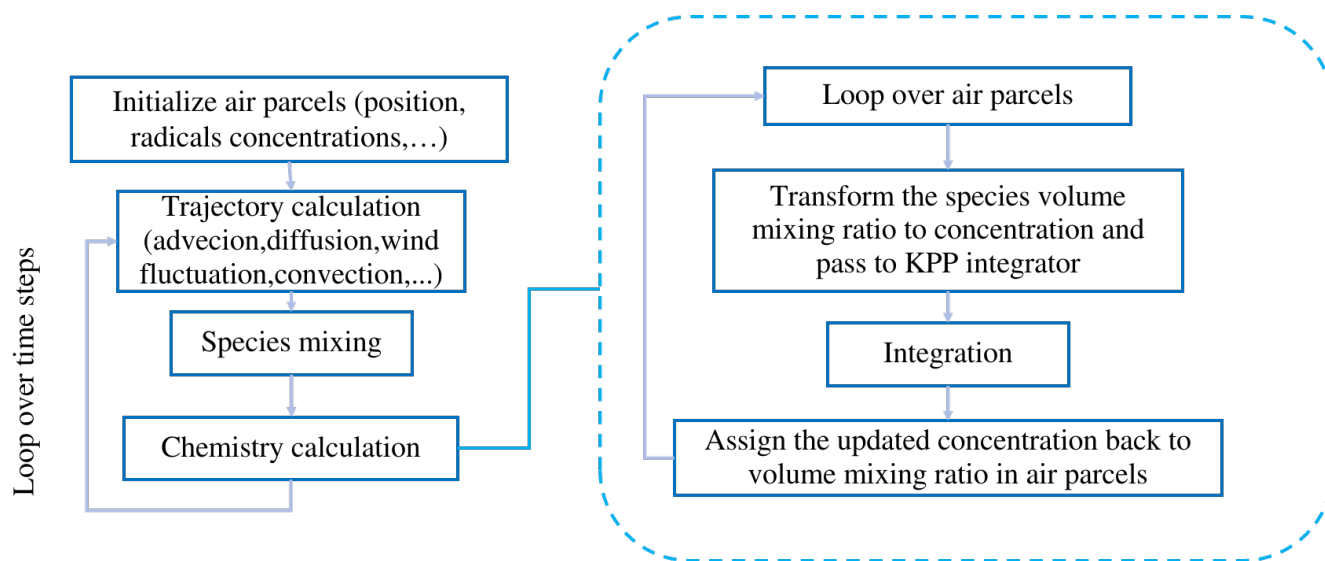 Initialize air parcels (position,
radicals concentrations,…)
Trajectory calculation
(advecion,diffusion,wind
fluctuation,convection,...)
Species mixing
Chemistry calculation
Loop over time steps
Loop over air parcels
Transform the species volume
mixing ratio to concentration and
pass to KPP integrator
Integration
Assign the updated concentration back to
volume mixing ratio in air parcels